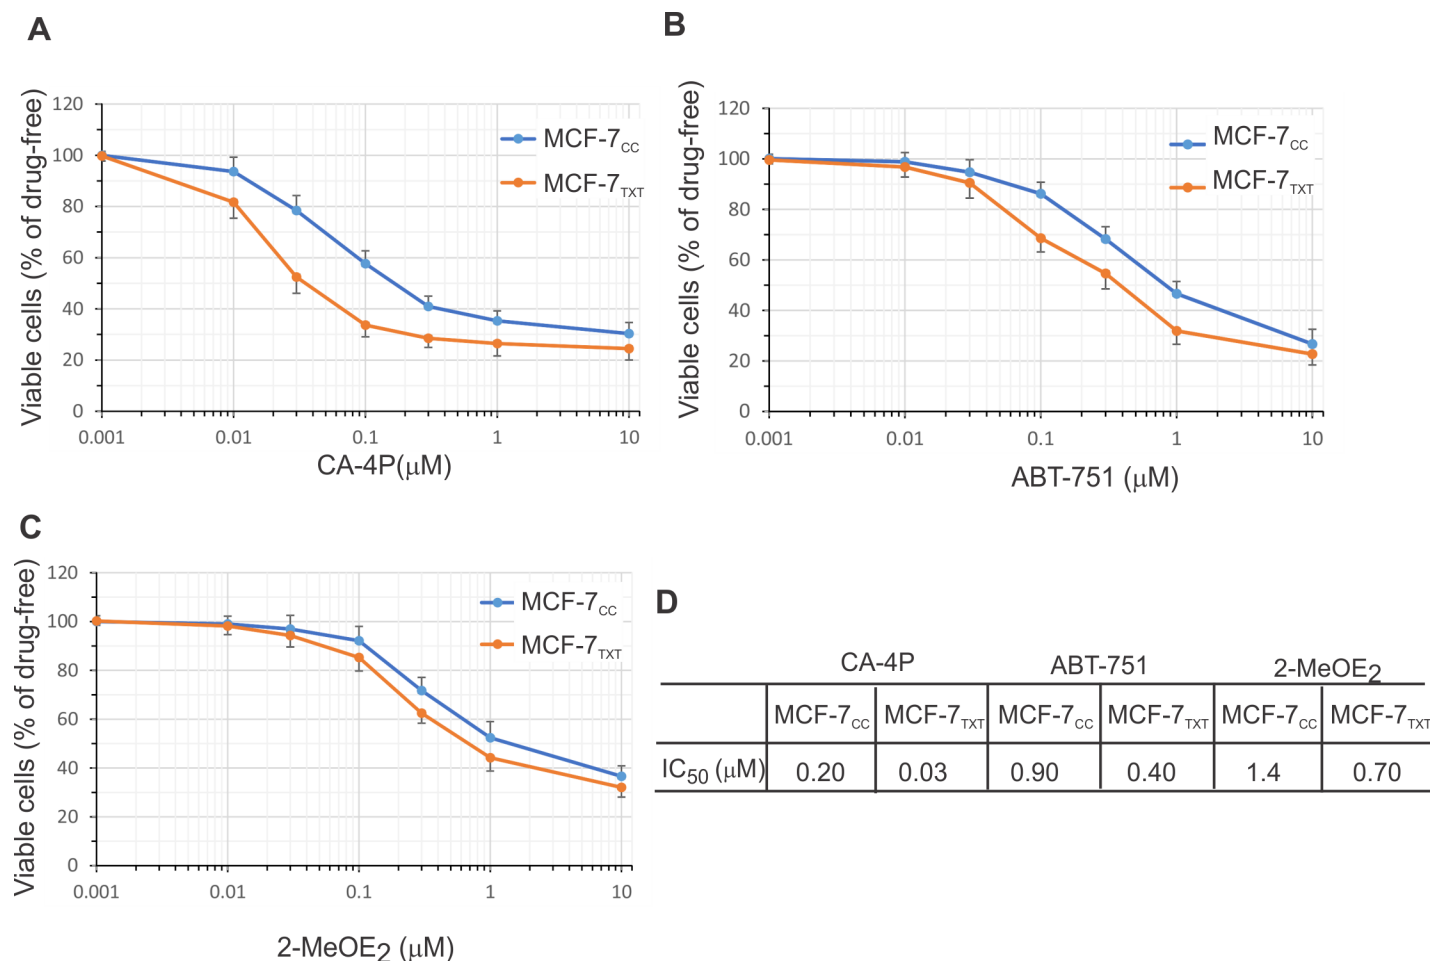 A
120
100
80
60
40
20
0
Viable cells (% of drug-free)
MCF-7CC
MCF-7TXT
0.001 0.01 0.1 1 10
CA-4P(μM)
B
120
100
80
60
40
20
0
Viable cells (% of drug-free)
MCF-7CC
MCF-7TXT
0.001 0.01 0.1 1 10
ABT-751 (μM)
C
120
100
80
60
40
20
0
Viable cells (% of drug-free)
MCF-7CC
MCF-7TXT
0.001 0.01 0.1 1 10
2-MeOE2 (μM)
D
CA-4P ABT-751 2-MeOE2
MCF-7CC MCF-7TXT MCF-7CC MCF-7TXT MCF-7CC MCF-7TXT
IC50 (μM) 0.20 0.03 0.90 0.40 1.4 0.70